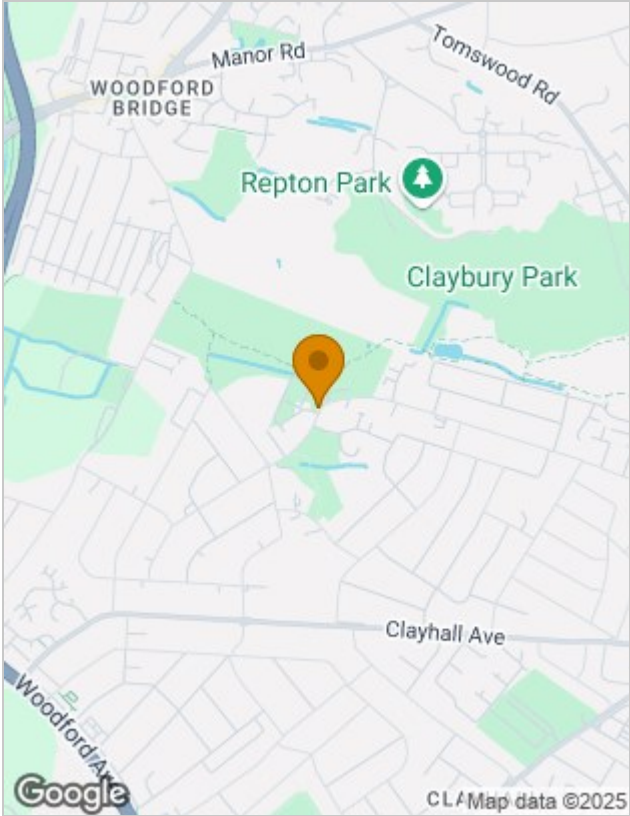 Manor Rd
Tomswood Rd
WOODFORD
BRIDGE
Repton Park
Claybury Park
Clayhall Ave
Woodford Ave
Google
Map data ©2025